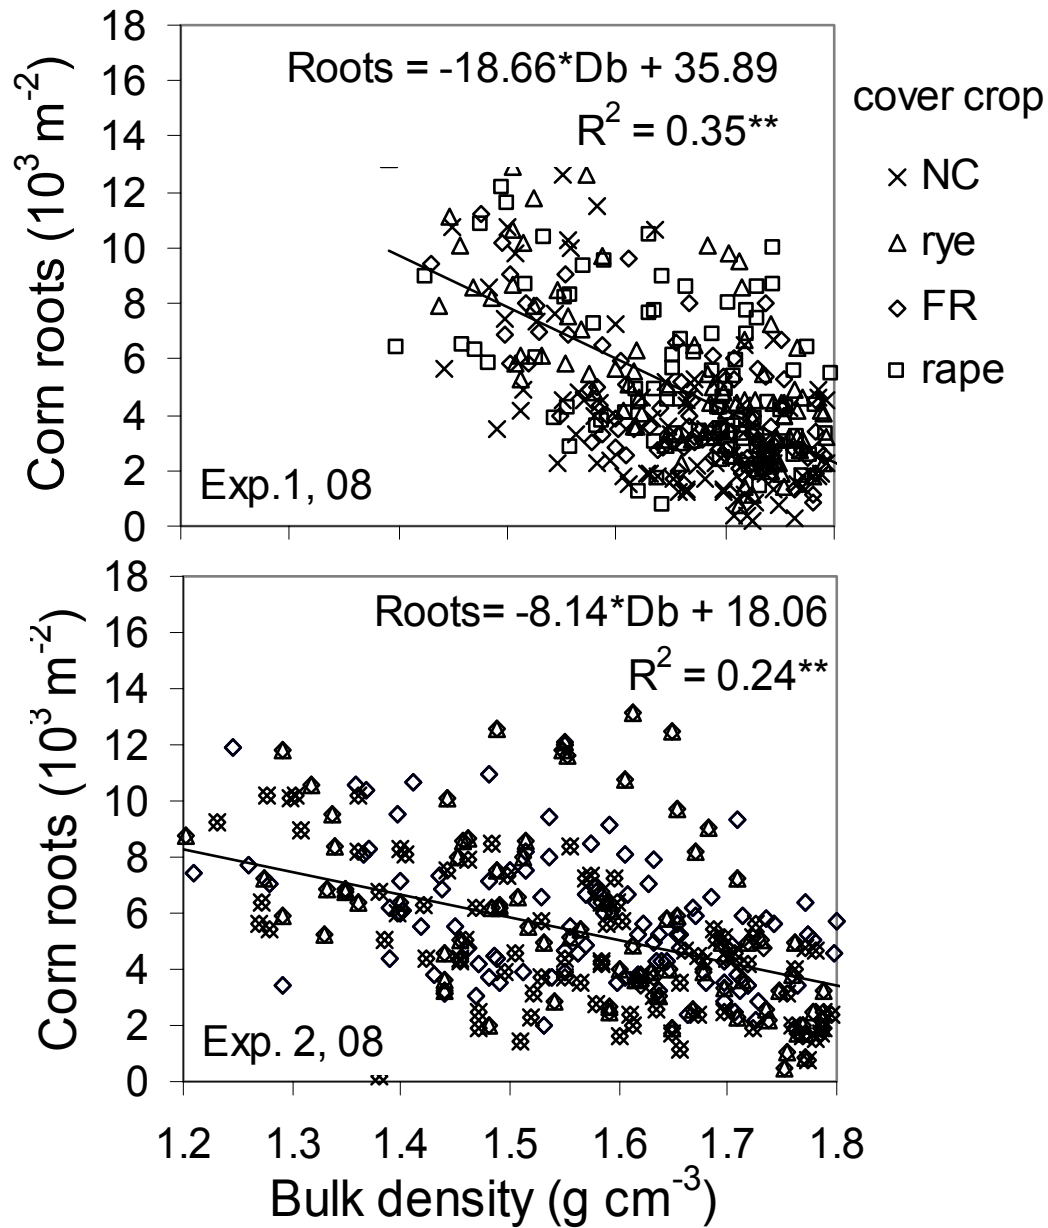 18
16
14
12
10
8
6
4
2
0
Corn roots (10³ m⁻²)
Roots = -18.66*Db + 35.89
R² = 0.35**
Exp.1, 08
cover crop
NC
rye
FR
rape
18
16
14
12
10
8
6
4
2
0
Corn roots (10³ m⁻²)
Roots= -8.14*Db + 18.06
R² = 0.24**
Exp. 2, 08
1.2 1.3 1.4 1.5 1.6 1.7 1.8
Bulk density (g cm⁻³)